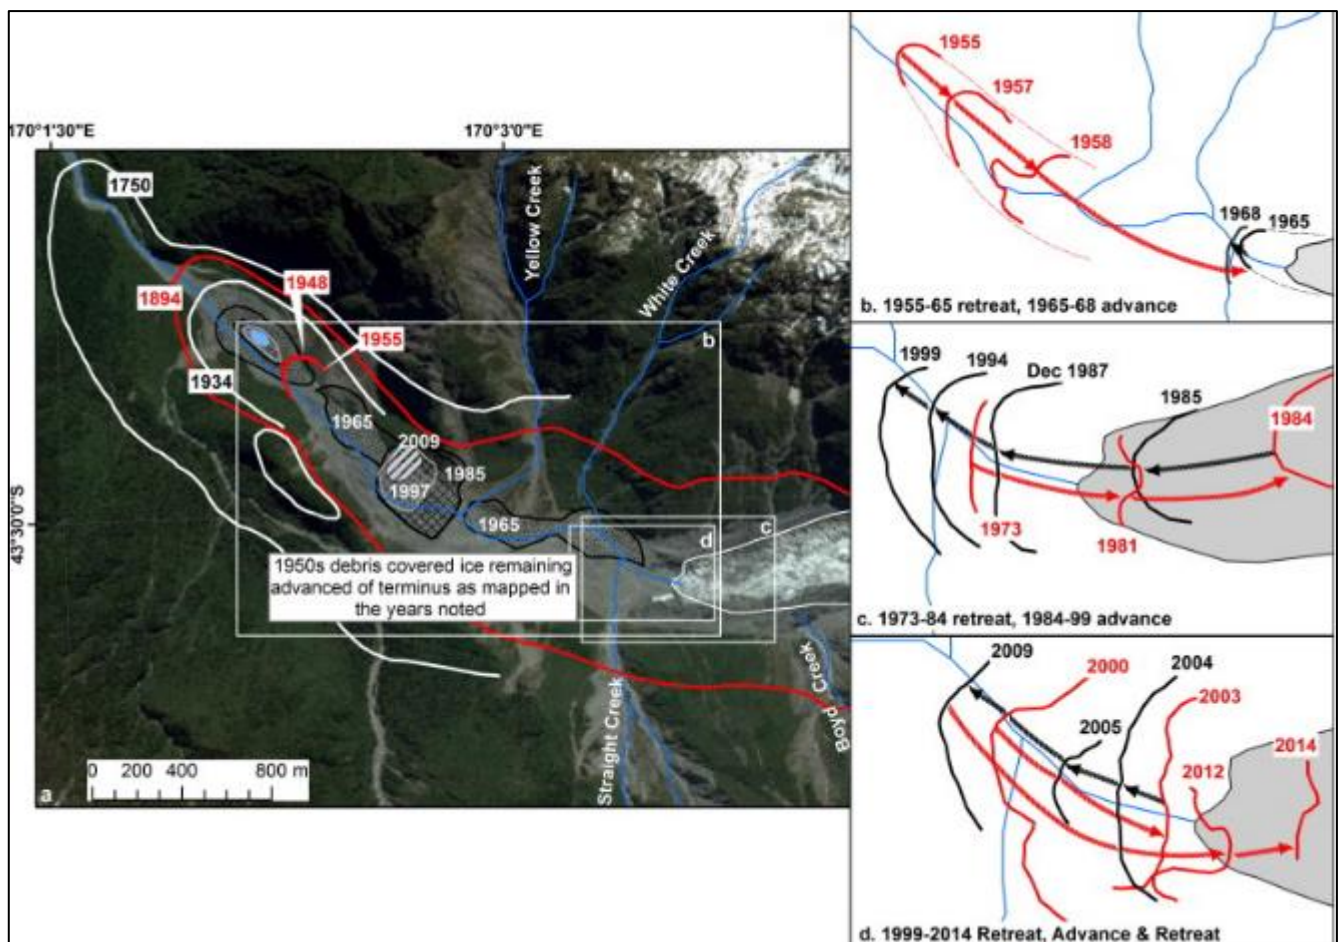 170°1'30"E
170°3'0"E
43°30'0"S
1750
1894
1948
1955
1934
1965
2009
1985
1997
1965
Yellow Creek
White Creek
Straight Creek
Boyd Creek
b
c
d
1950s debris covered ice remaining
advanced of terminus as mapped in
the years noted
0 200 400 800 m
a
1955
1957
1958
1968
1965
b. 1955-65 retreat, 1965-68 advance
1999
1994
Dec 1987
1985
1984
1973
1981
c. 1973-84 retreat, 1984-99 advance
2009
2000
2004
2003
2005
2012
2014
d. 1999-2014 Retreat, Advance & Retreat